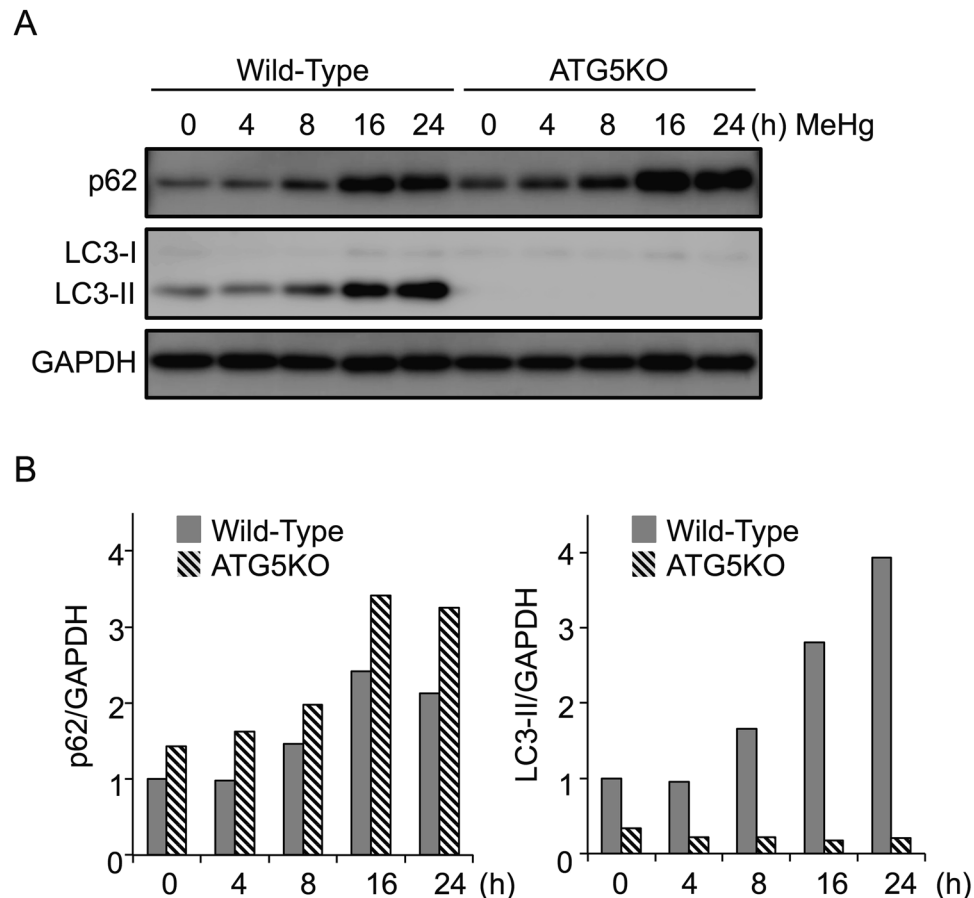 A
Wild-Type ATG5KO
0 4 8 16 24 0 4 8 16 24 (h) MeHg
p62
LC3-I
LC3-II
GAPDH
B
Wild-Type
ATG5KO
p62/GAPDH
4
3
2
1
0
0 4 8 16 24 (h)
Wild-Type
ATG5KO
LC3-II/GAPDH
4
3
2
1
0
0 4 8 16 24 (h)